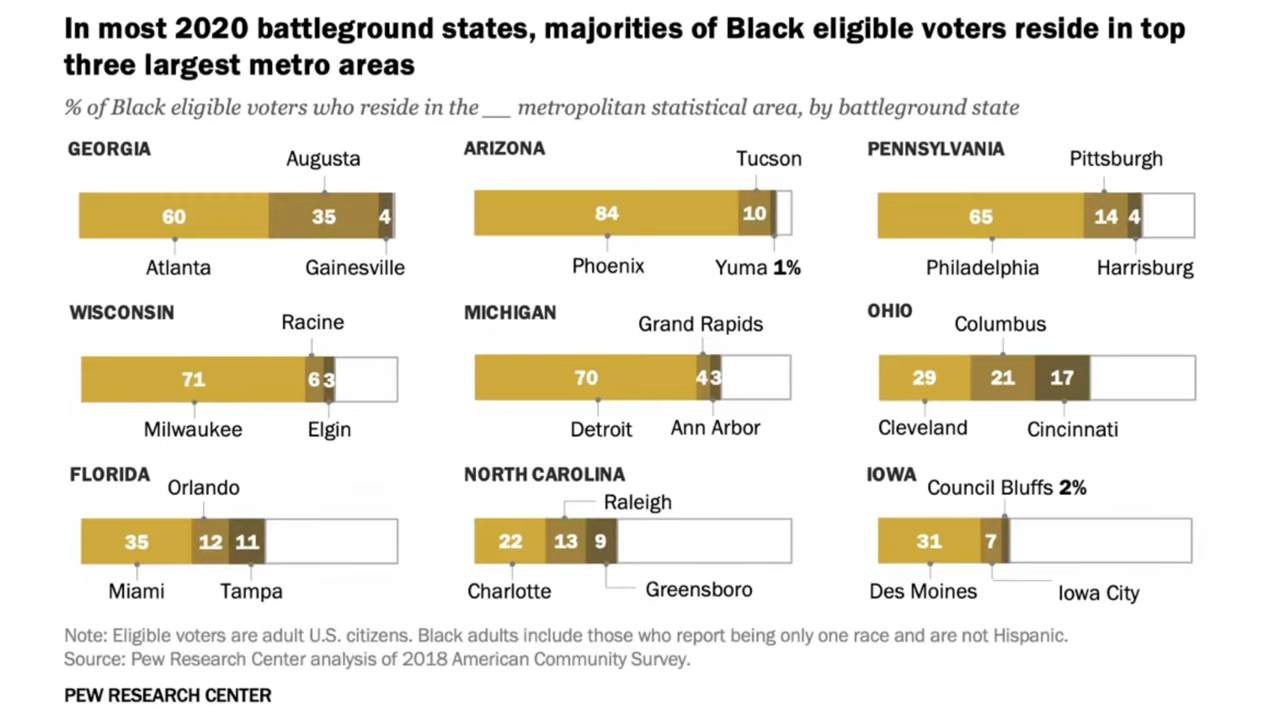 In most 2020 battleground states, majorities of Black eligible voters reside in top
three largest metro areas
% of Black eligible voters who reside in the __ metropolitan statistical area, by battleground state
GEORGIA
Augusta
60 35 4
Atlanta Gainesville
ARIZONA
Tucson
84 10
Phoenix Yuma 1%
PENNSYLVANIA
Pittsburgh
65 14 4
Philadelphia Harrisburg
WISCONSIN
Racine
71 6 3
Milwaukee Elgin
MICHIGAN
Grand Rapids
70 4 3
Detroit Ann Arbor
OHIO
Columbus
29 21 17
Cleveland Cincinnati
FLORIDA
Orlando
35 12 11
Miami Tampa
NORTH CAROLINA
Raleigh
22 13 9
Charlotte Greensboro
IOWA
Council Bluffs 2%
31 7
Des Moines Iowa City
Note: Eligible voters are adult U.S. citizens. Black adults include those who report being only one race and are not Hispanic.
Source: Pew Research Center analysis of 2018 American Community Survey.
PEW RESEARCH CENTER